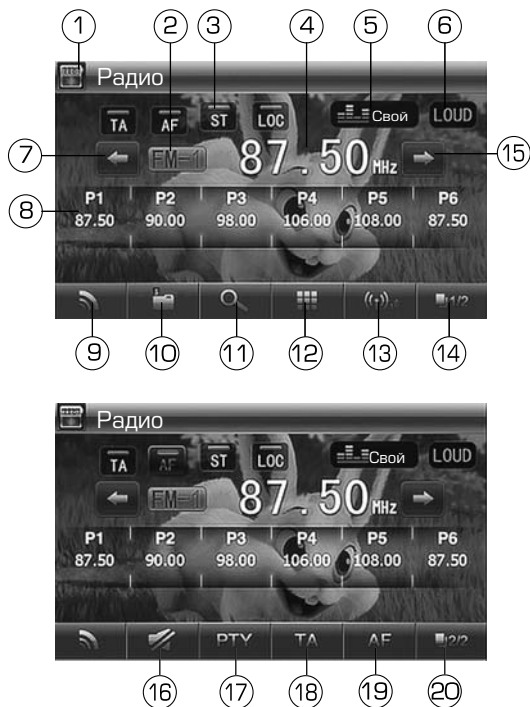 1 2 3 4 5 6
RADIO
Радио
TA AF ST LOC Свой LOUD
7 FM-1 87.50MHz 15
8
P1 P2 P3 P4 P5 P6
87.50 90.00 98.00 106.00 108.00 87.50
1/2
9 10 11 12 13 14
RADIO
Радио
TA AF ST LOC Свой LOUD
FM-1 87.50MHz
P1 P2 P3 P4 P5 P6
87.50 90.00 98.00 106.00 108.00 87.50
PTY TA AF 2/2
16 17 18 19 20